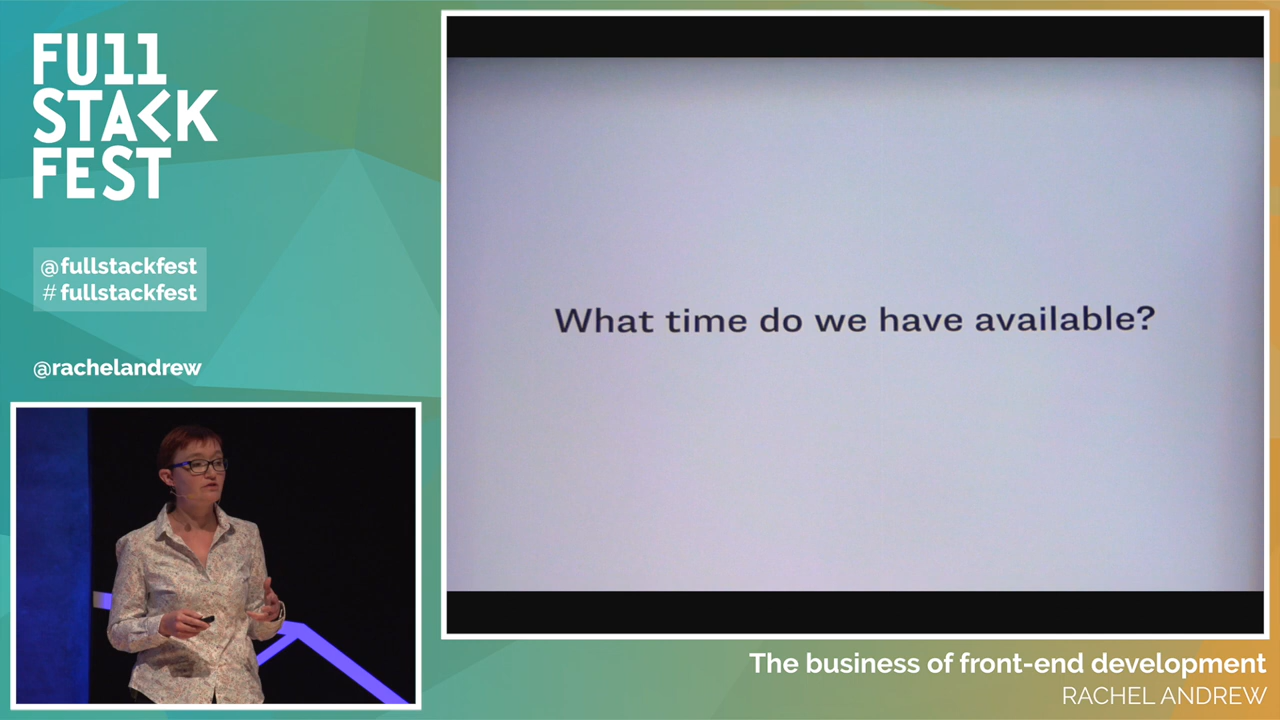 FU11
STACK
FEST
@fullstackfest
#fullstackfest
@rachelandrew
What time do we have available?
The business of front-end development
RACHEL ANDREW